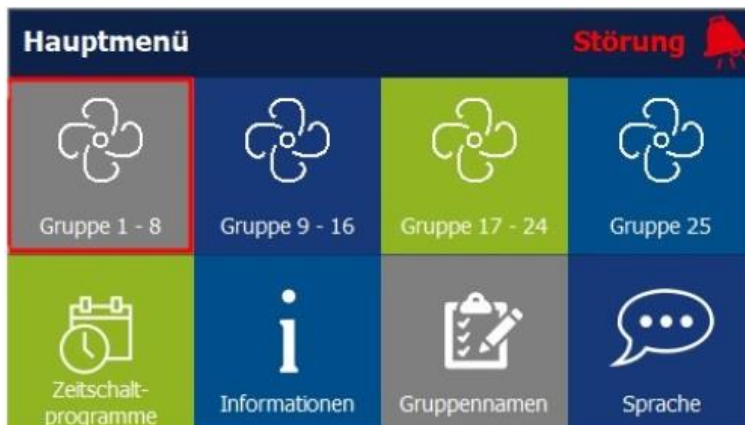 Hauptmenü
Störung
Gruppe 1 - 8
Gruppe 9 - 16
Gruppe 17 - 24
Gruppe 25
Zeitschalt-
programme
Informationen
Gruppennamen
Sprache